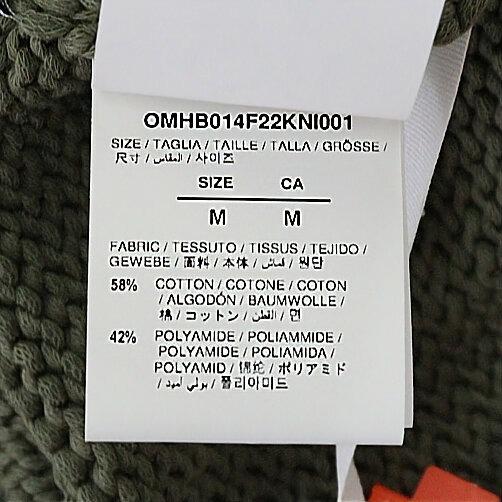 OMHB014F22KNI001
SIZE / TAGLIA / TAILLE / TALLA / GRÖSSE /
尺寸 / المقاس / 사이즈
SIZE CA
M M
FABRIC / TESSUTO / TISSUS / TEJIDO /
GEWEBE / 面料 / 本体 / قماش / 원단
58% COTTON / COTONE / COTON
/ ALGODÓN / BAUMWOLLE /
棉 / コットン / القطن / 면
42% POLYAMIDE / POLIAMMIDE /
POLYAMIDE / POLIAMIDA /
POLYAMID / 锦纶 / ポリアミド
/ بولي أميد / 폴리아미드